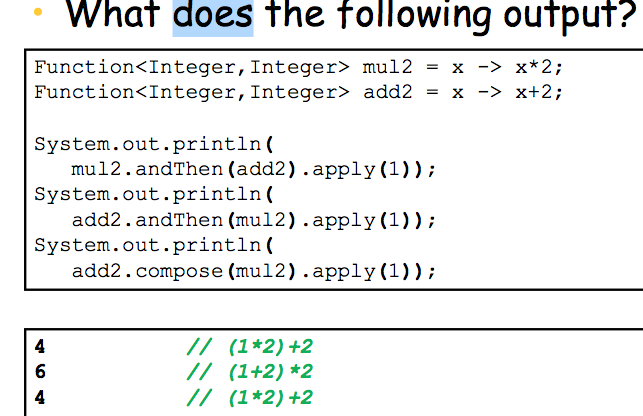 • What does the following output?
Function<Integer,Integer> mul2 = x -> x*2;
Function<Integer,Integer> add2 = x -> x+2;
System.out.println(
mul2.andThen(add2).apply(1));
System.out.println(
add2.andThen(mul2).apply(1));
System.out.println(
add2.compose(mul2).apply(1));
4 // (1*2)+2
6 // (1+2)*2
4 // (1*2)+2